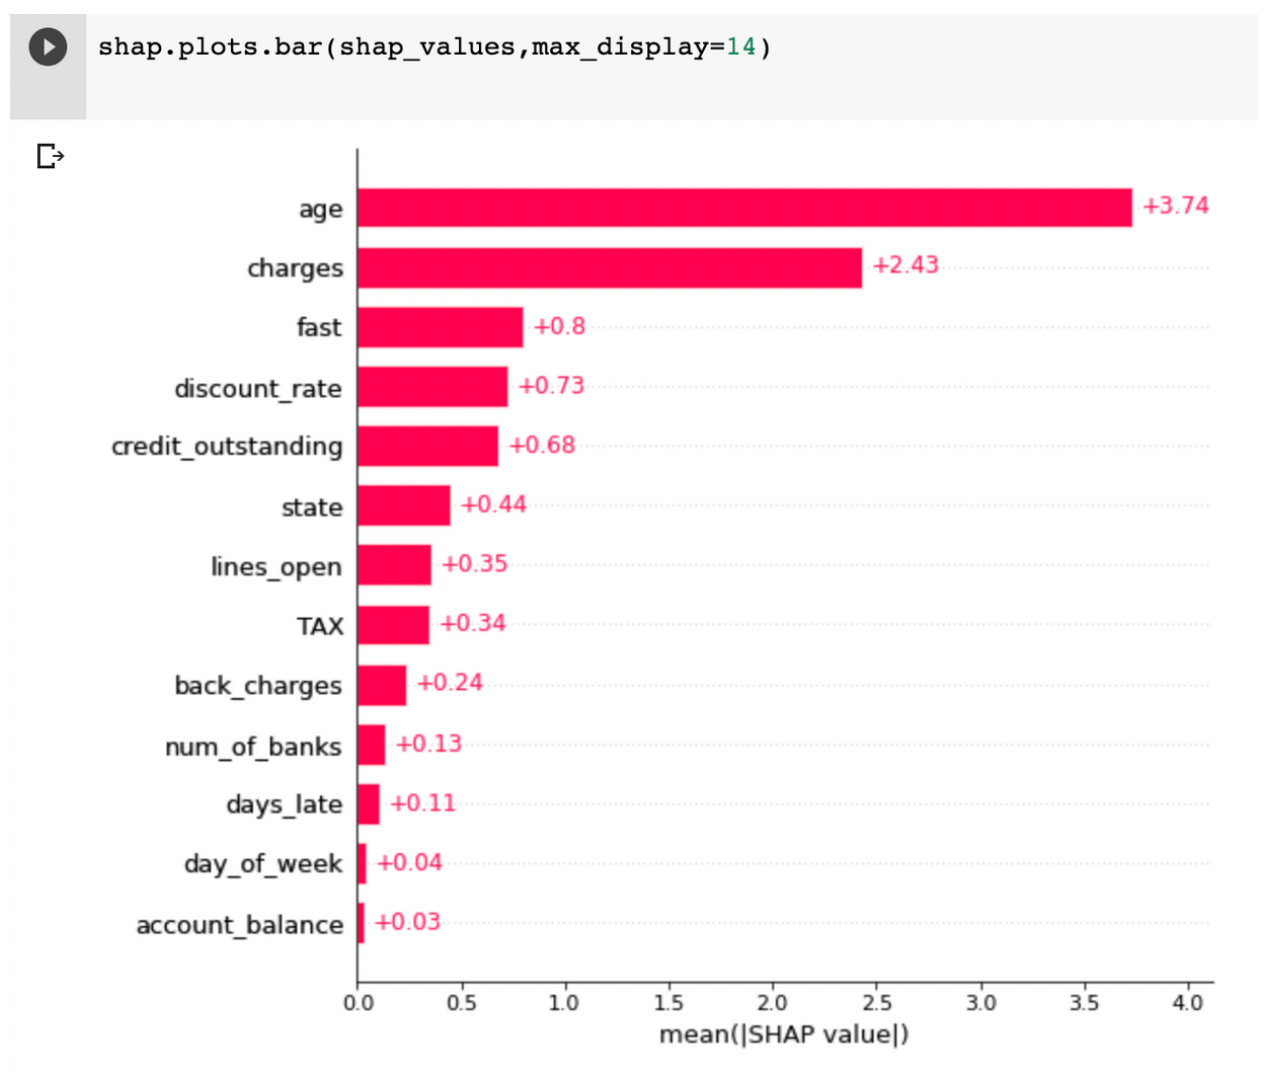 shap.plots.bar(shap_values,max_display=14)
age +3.74
charges +2.43
fast +0.8
discount_rate +0.73
credit_outstanding +0.68
state +0.44
lines_open +0.35
TAX +0.34
back_charges +0.24
num_of_banks +0.13
days_late +0.11
day_of_week +0.04
account_balance +0.03
0.0 0.5 1.0 1.5 2.0 2.5 3.0 3.5 4.0
mean(|SHAP value|)